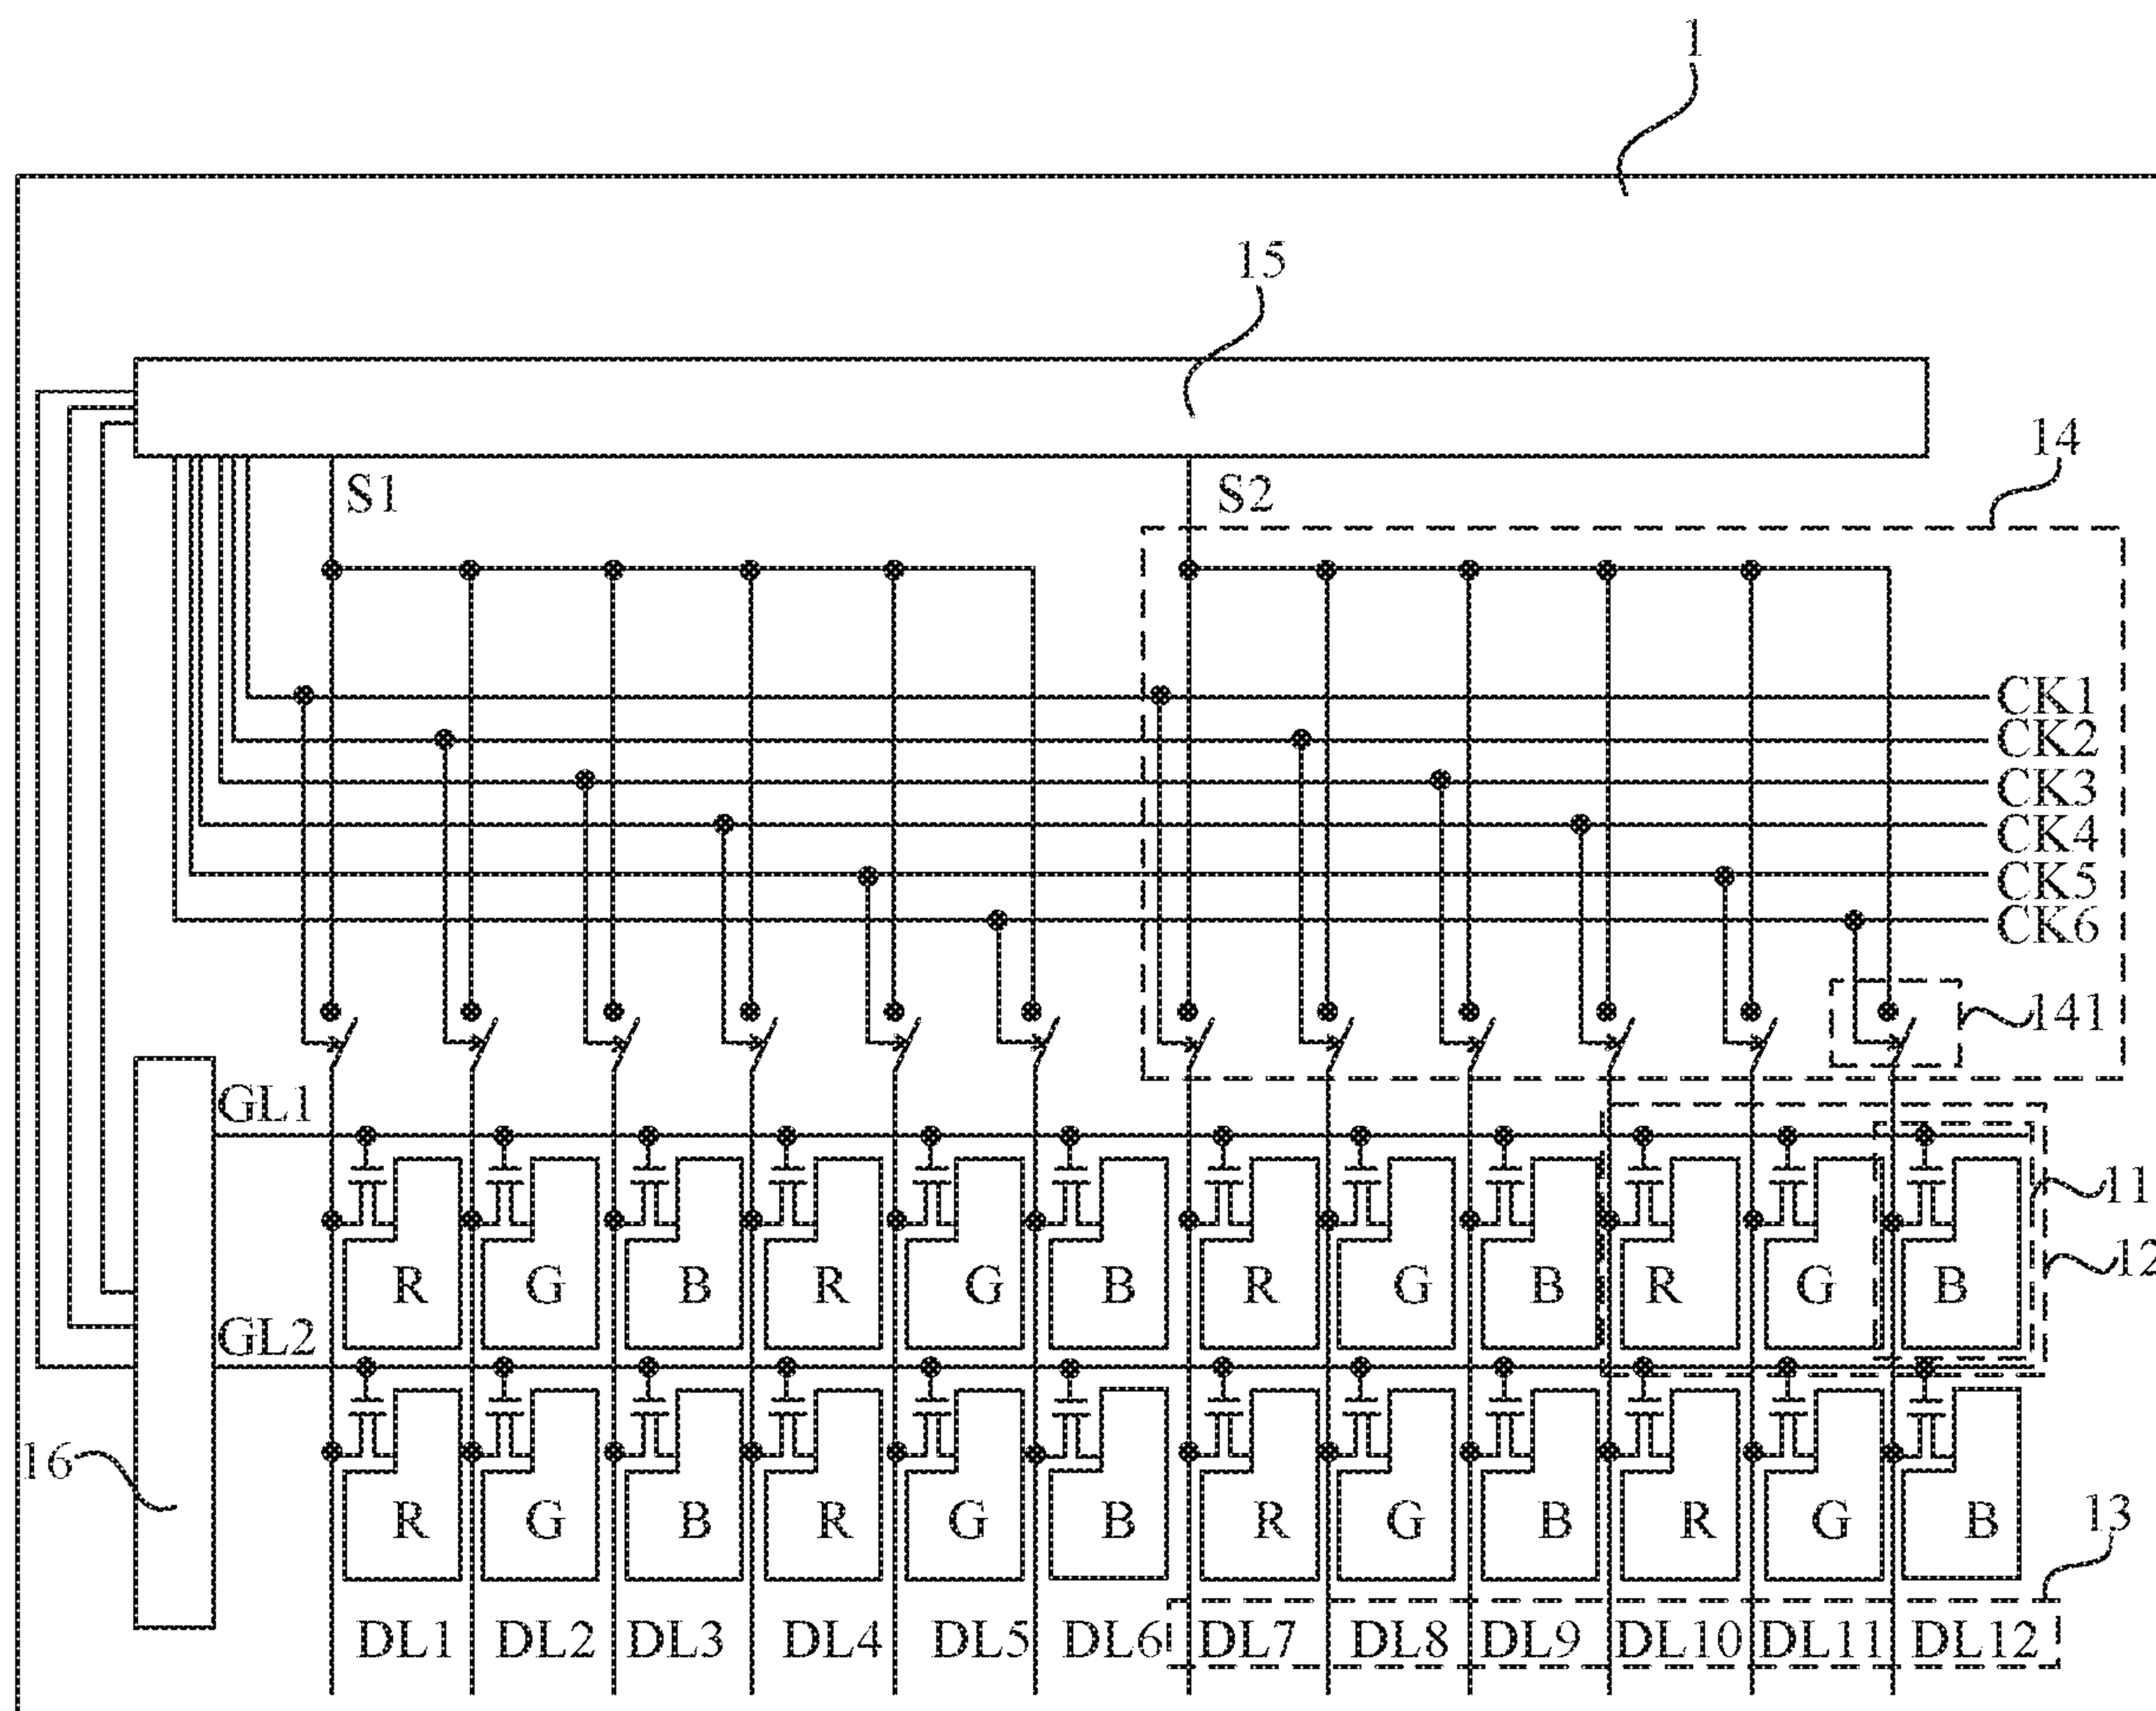 1
15
14
S1 S2
CK1
CK2
CK3
CK4
CK5
CK6
141
GL1
11
12
R G B R G B R G B R G B
GL2
16
R G B R G B R G B R G B
13
DL1 DL2 DL3 DL4 DL5 DL6 DL7 DL8 DL9 DL10 DL11 DL12